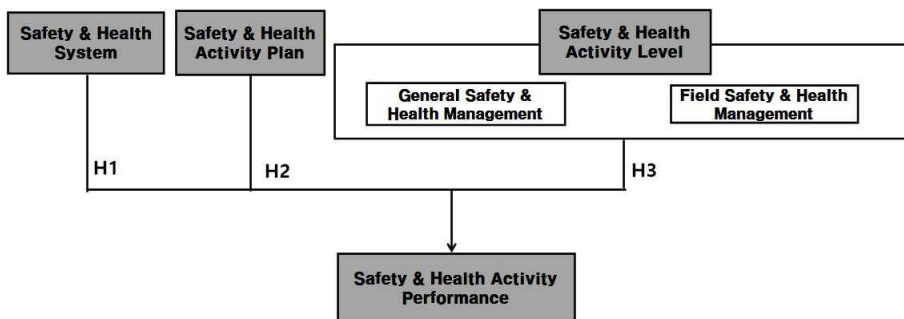 Safety & Health
System
Safety & Health
Activity Plan
Safety & Health
Activity Level
General Safety &
Health Management
Field Safety & Health
Management
H1
H2
H3
Safety & Health Activity
Performance